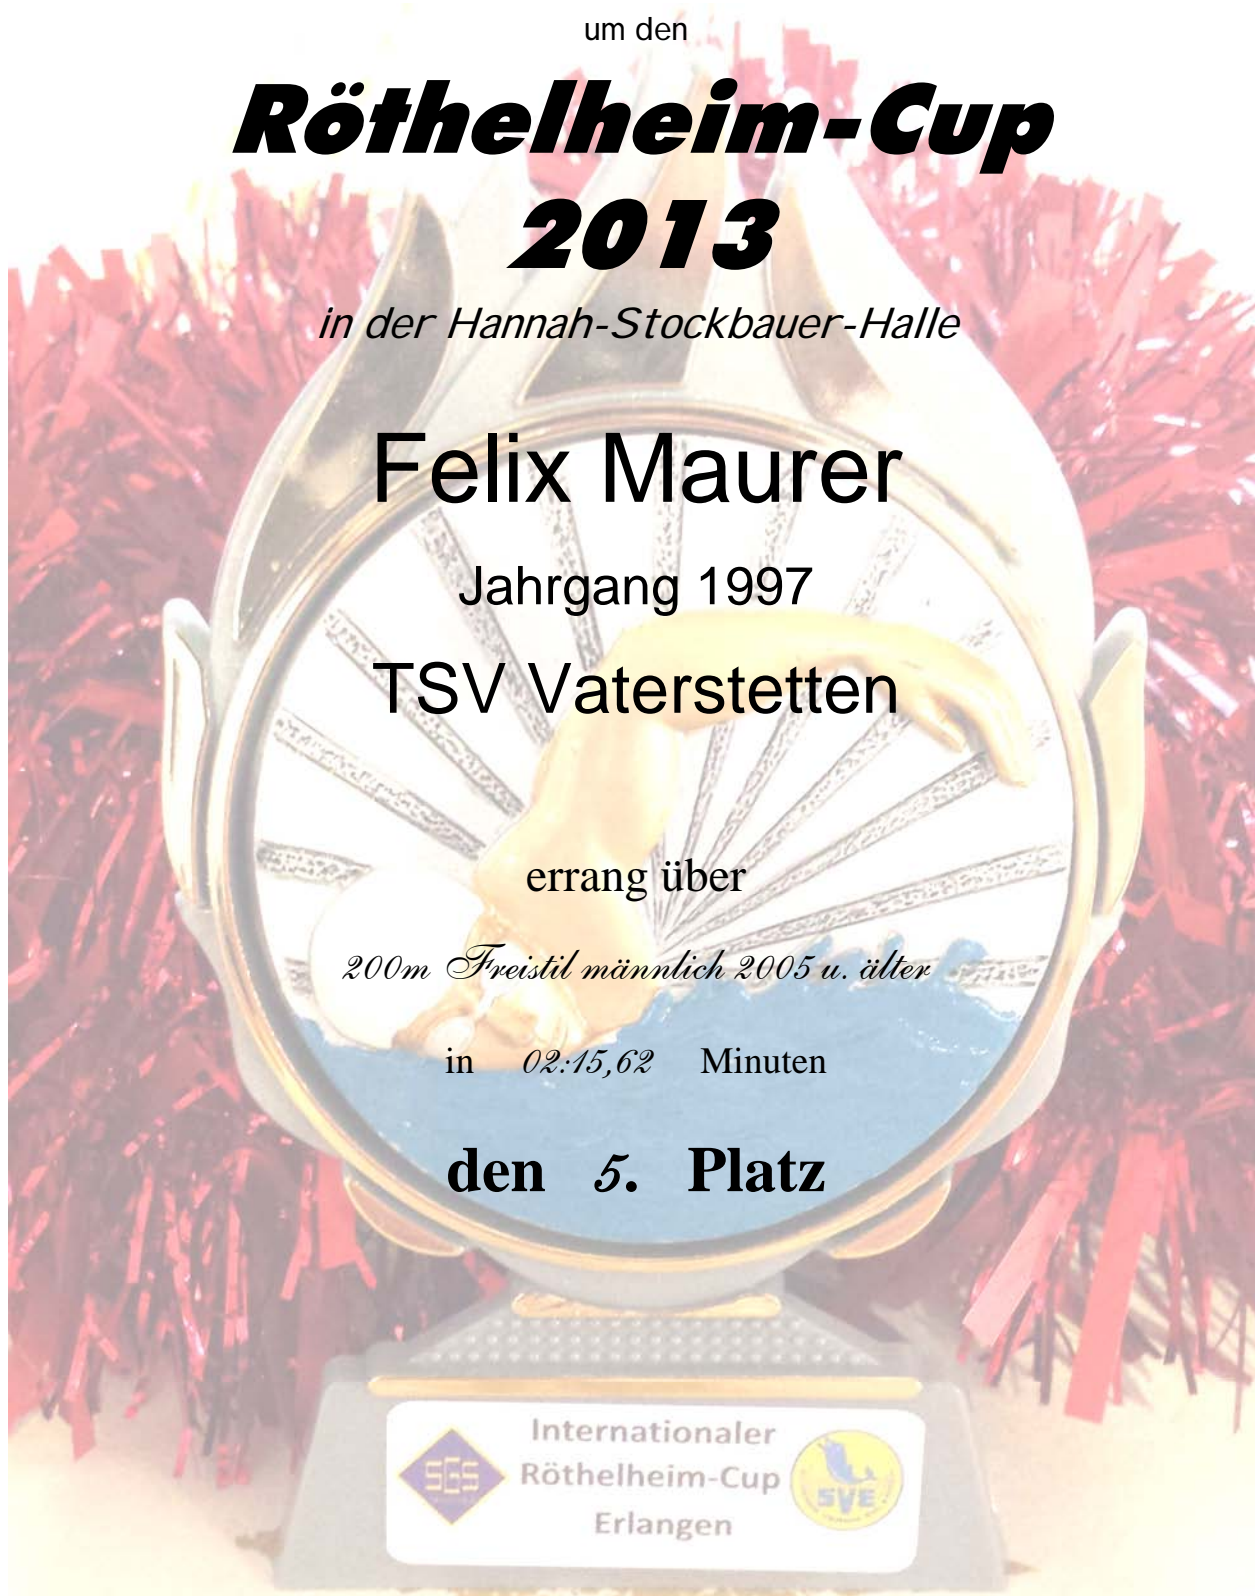 um den
Röthelheim-Cup
2013
in der Hannah-Stockbauer-Halle
Felix Maurer
Jahrgang 1997
TSV Vaterstetten
errang über
200m Freistil männlich 2005 u. älter
in 02:15,62 Minuten
den 5. Platz
Internationaler
SGS Röthelheim-Cup
SVE
Erlangen